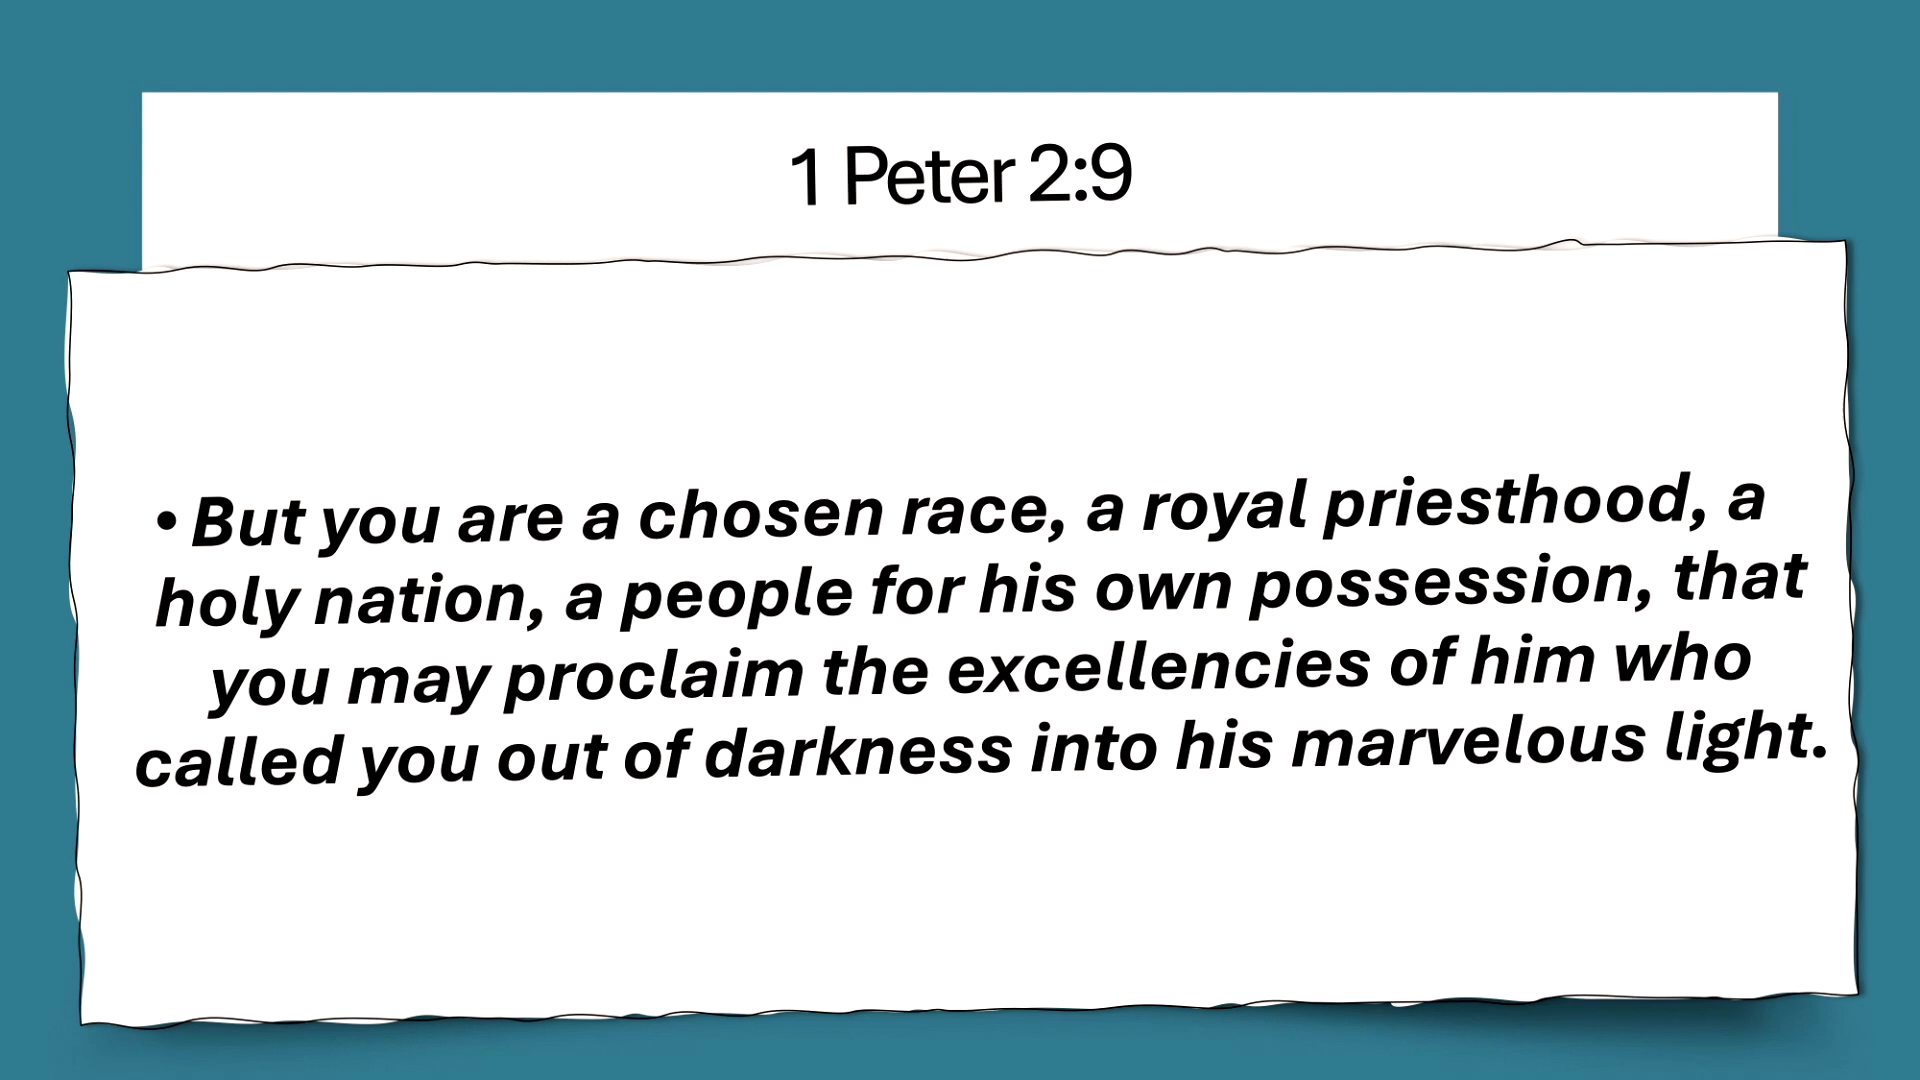 1 Peter 2:9
• But you are a chosen race, a royal priesthood, a
holy nation, a people for his own possession, that
you may proclaim the excellencies of him who
called you out of darkness into his marvelous light.